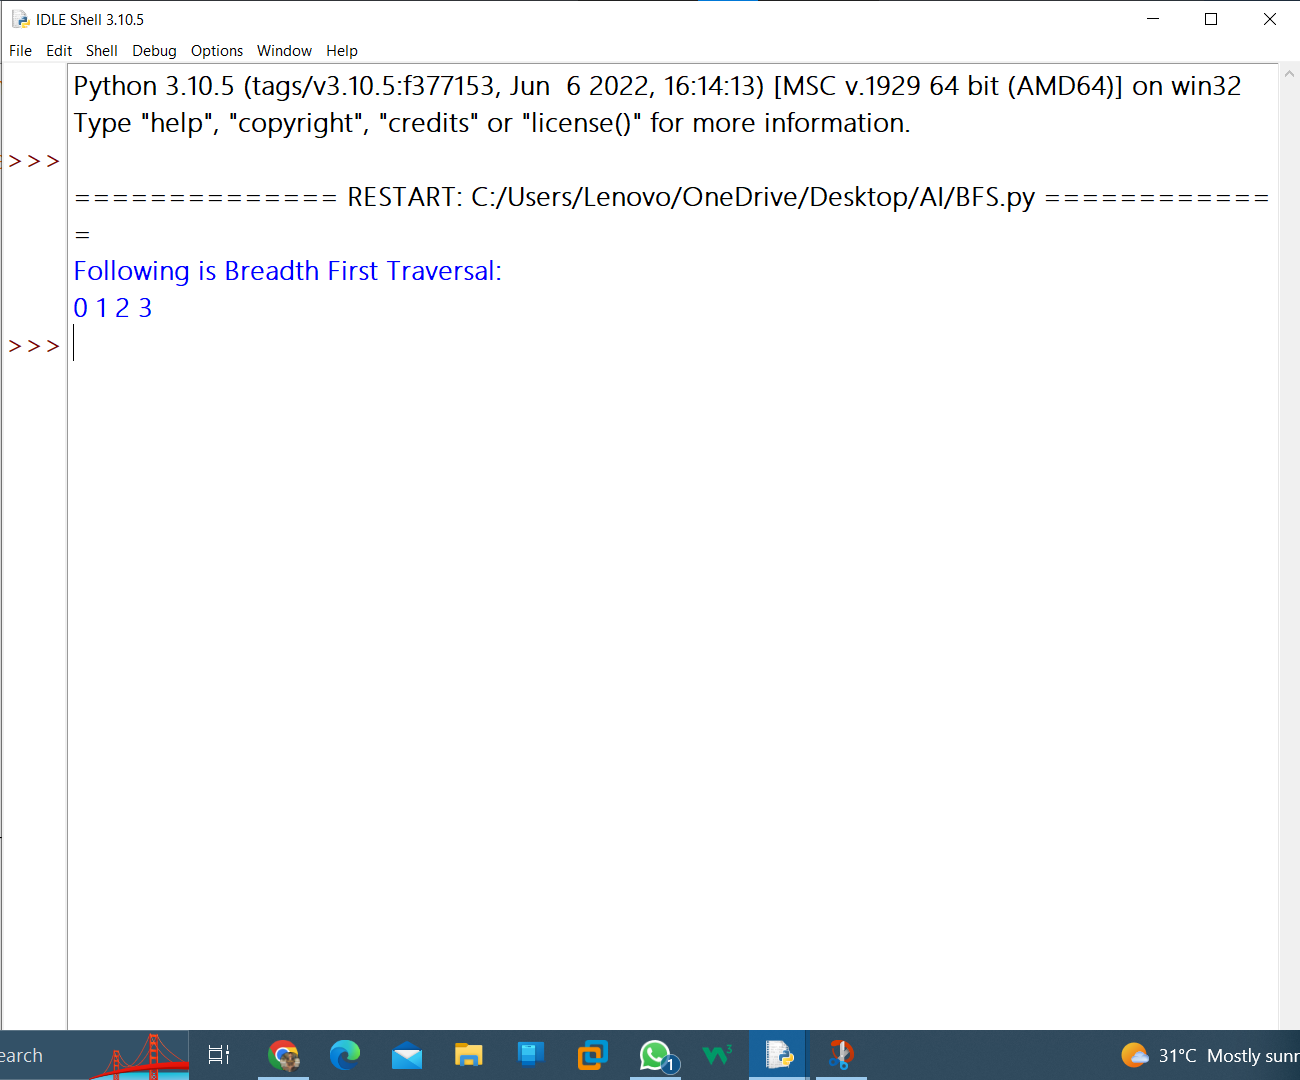 IDLE Shell 3.10.5
File Edit Shell Debug Options Window Help
Python 3.10.5 (tags/v3.10.5:f377153, Jun  6 2022, 16:14:13) [MSC v.1929 64 bit (AMD64)] on win32
Type "help", "copyright", "credits" or "license()" for more information.
>>>
============== RESTART: C:/Users/Lenovo/OneDrive/Desktop/AI/BFS.py ============
=
Following is Breadth First Traversal:
0 1 2 3
>>>
earch 1 W3 31°C Mostly sunn